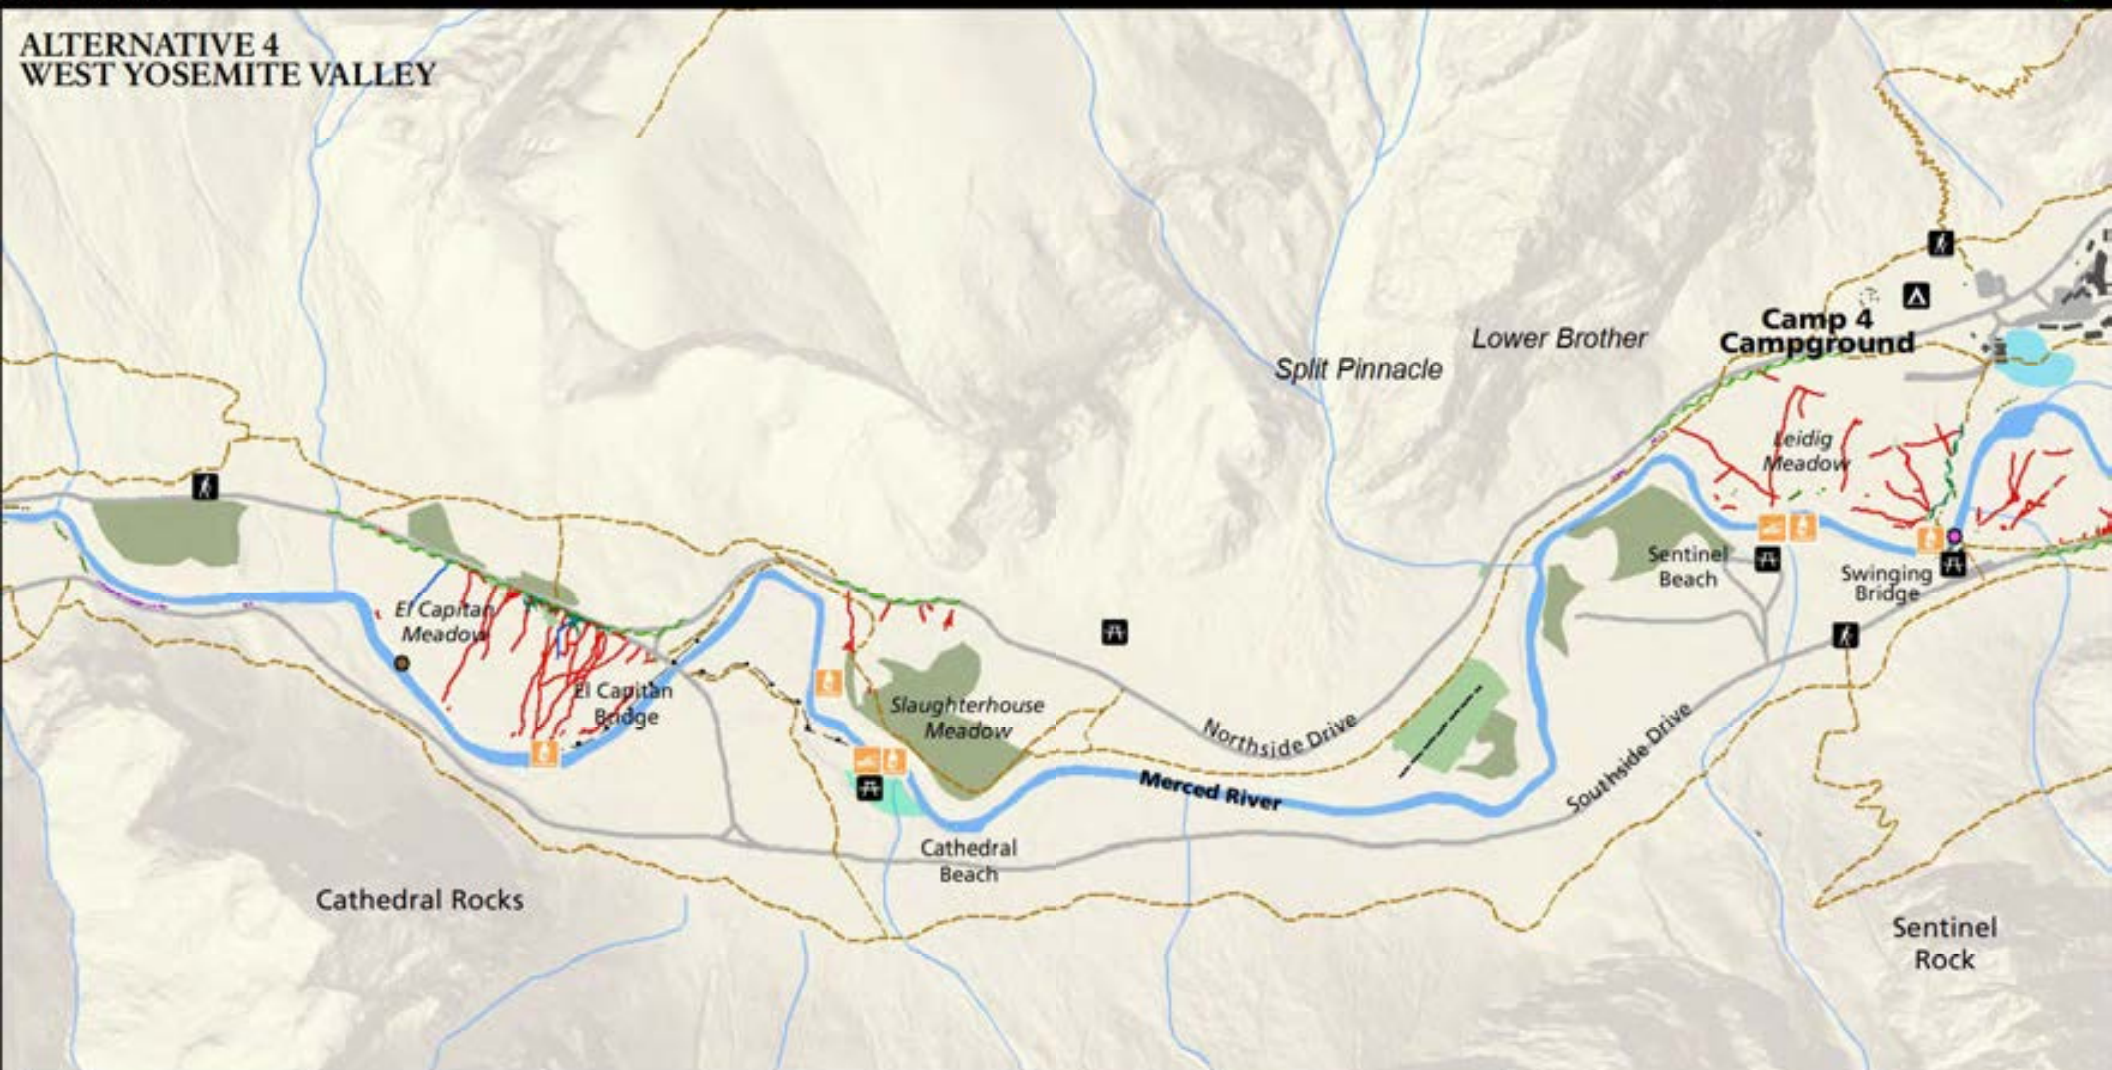 ALTERNATIVE 4
WEST YOSEMITE VALLEY
Camp 4
Campground
Lower Brother
Split Pinnacle
Leidig
Meadow
Sentinel
Beach
Swinging
Bridge
El Capitan
Meadow
El Capitan
Bridge
Slaughterhouse
Meadow
Northside Drive
Merced River
Southside Drive
Cathedral
Beach
Cathedral Rocks
Sentinel
Rock